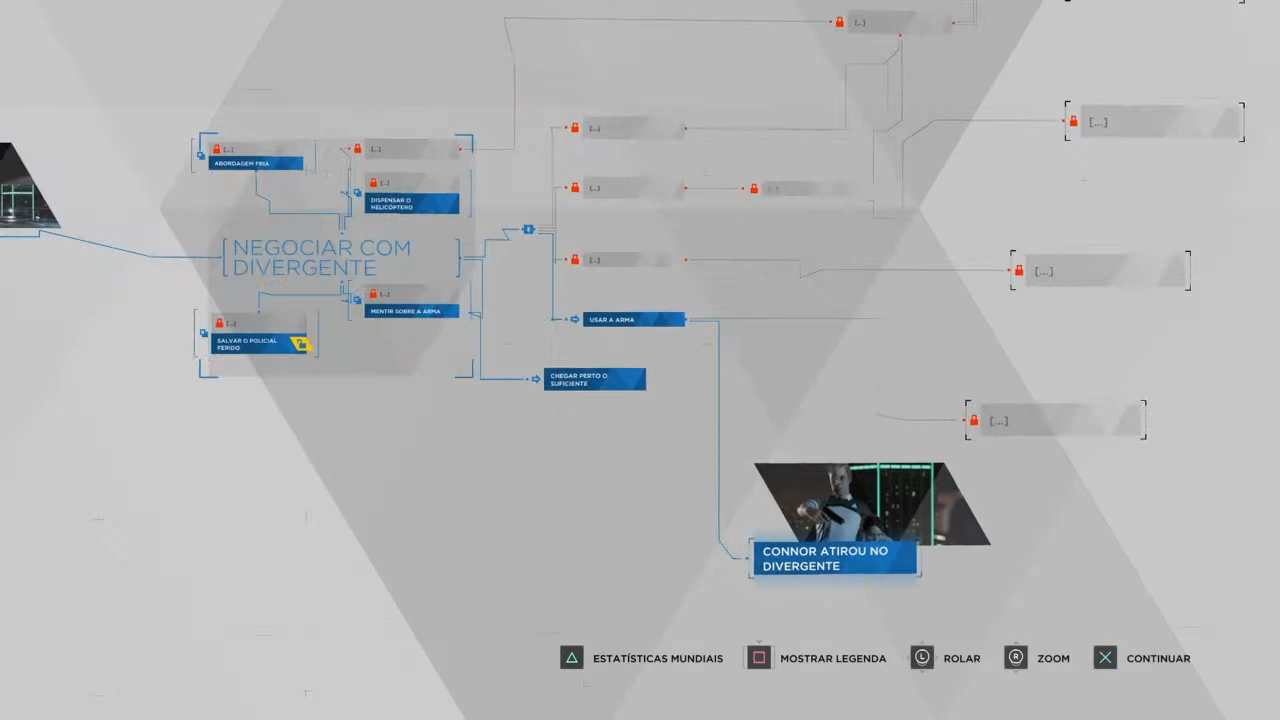 [...]
[...]
[...]
[...]
[...]
ABORDAGEM FRIA
[...]
[...]
[...]
DISPENSAR O
HELICÓPTERO
NEGOCIAR COM
DIVERGENTE
[...]
[...]
[...]
MENTIR SOBRE A ARMA
[...]
USAR A ARMA
SALVAR O POLICIAL
FERIDO
CHEGAR PERTO O
SUFICIENTE
[...]
CONNOR ATIROU NO
DIVERGENTE
ESTATÍSTICAS MUNDIAIS
MOSTRAR LEGENDA
L
ROLAR
R
ZOOM
CONTINUAR